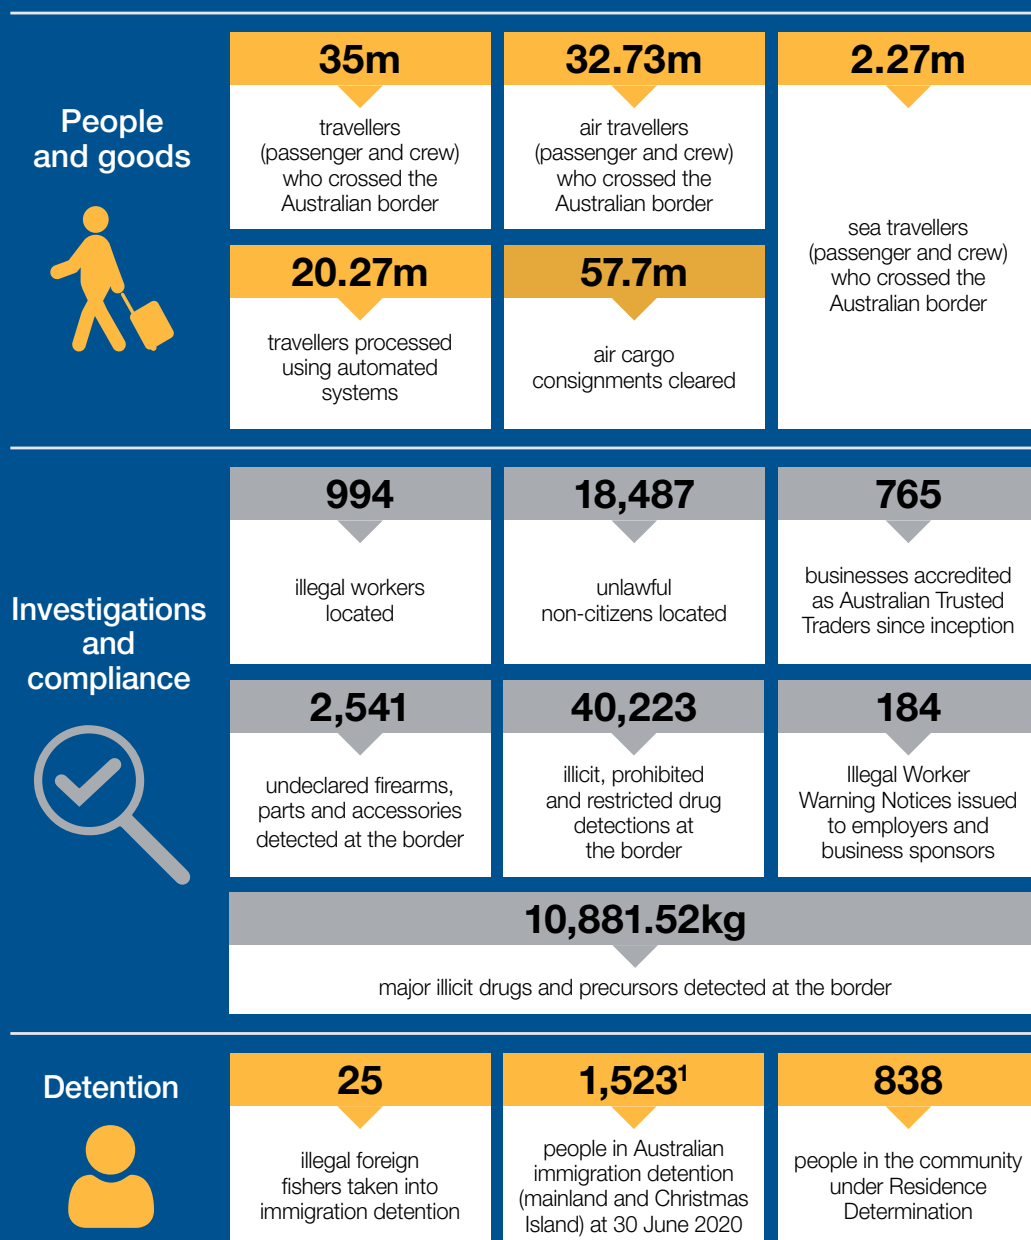 People
and goods
35m
travellers
(passenger and crew)
who crossed the
Australian border
32.73m
air travellers
(passenger and crew)
who crossed the
Australian border
2.27m
sea travellers
(passenger and crew)
who crossed the
Australian border
20.27m
travellers processed
using automated
systems
57.7m
air cargo
consignments cleared
Investigations
and
compliance
994
illegal workers
located
18,487
unlawful
non-citizens located
765
businesses accredited
as Australian Trusted
Traders since inception
2,541
undeclared firearms,
parts and accessories
detected at the border
40,223
illicit, prohibited
and restricted drug
detections at
the border
184
Illegal Worker
Warning Notices issued
to employers and
business sponsors
10,881.52kg
major illicit drugs and precursors detected at the border
Detention
25
illegal foreign
fishers taken into
immigration detention
1,523¹
people in Australian
immigration detention
(mainland and Christmas
Island) at 30 June 2020
838
people in the community
under Residence
Determination